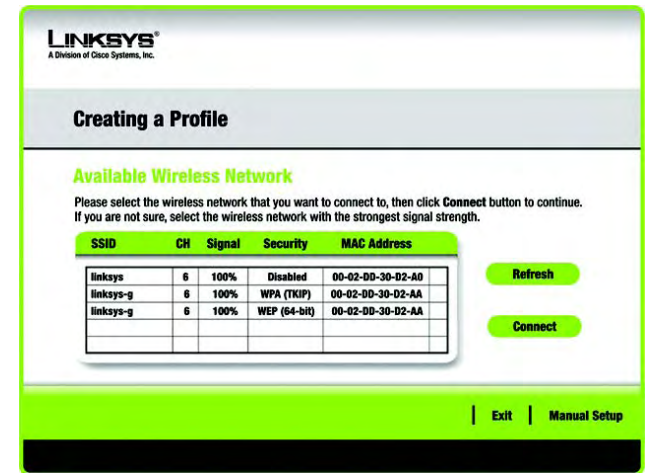 LINKSYS®
A Division of Cisco Systems, Inc.
Creating a Profile
Available Wireless Network
Please select the wireless network that you want to connect to, then click Connect button to continue.
If you are not sure, select the wireless network with the strongest signal strength.
SSID CH Signal Security MAC Address
linksys 6 100% Disabled 00-02-DD-30-D2-A0
linksys-g 6 100% WPA (TKIP) 00-02-DD-30-D2-AA
linksys-g 6 100% WEP (64-bit) 00-02-DD-30-D2-AA
Refresh
Connect
Exit Manual Setup